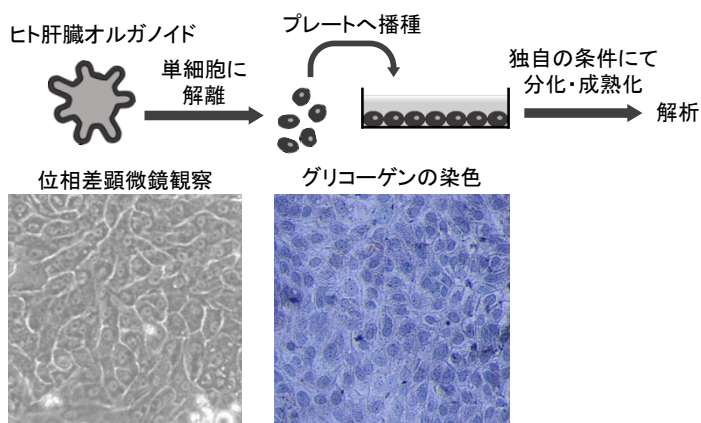 ヒト肝臓オルガノイド
単細胞に
解離
プレートへ播種
独自の条件にて
分化・成熟化
解析
位相差顕微鏡観察
グリコーゲンの染色